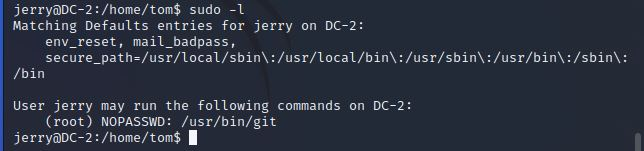 jerry@DC-2:/home/tom$ sudo -l
Matching Defaults entries for jerry on DC-2:
    env_reset, mail_badpass,
    secure_path=/usr/local/sbin\:/usr/local/bin\:/usr/sbin\:/usr/bin\:/sbin\:
/bin

User jerry may run the following commands on DC-2:
    (root) NOPASSWD: /usr/bin/git
jerry@DC-2:/home/tom$